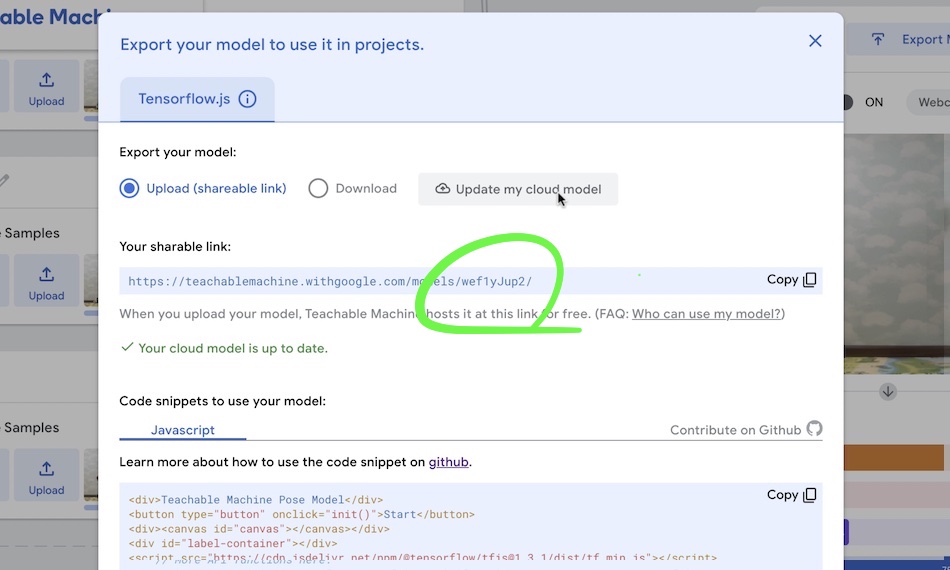 able Machi
Export your model to use it in projects.
Export M
Tensorflow.js
ON
Webc
Upload
Export your model:
Upload (shareable link)
Download
Update my cloud model
Samples
Your sharable link:
https://teachablemachine.withgoogle.com/models/wef1yJup2/
Copy
Upload
When you upload your model, Teachable Machine hosts it at this link for free. (FAQ: Who can use my model?)
Your cloud model is up to date.
Code snippets to use your model:
Samples
Javascript
Contribute on Github
Learn more about how to use the code snippet on github.
Upload
Copy
<div>Teachable Machine Pose Model</div>
<button type="button" onclick="init()">Start</button>
<div><canvas id="canvas"></canvas></div>
<div id="label-container"></div>
<script src="https://cdn.jsdelivr.net/npm/@tensorflow/tfjs@1.3.1/dist/tf.min.js"></script>